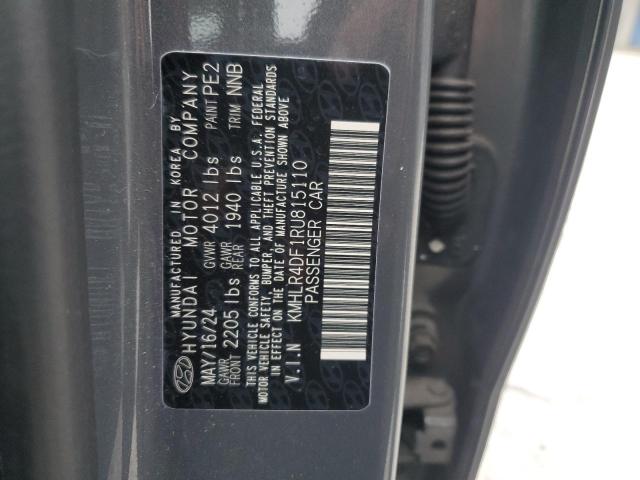 MANUFACTURED IN KOREA BY
HYUNDAI MOTOR COMPANY
MAY/16/24 GVWR 4012 lbs PAINT PE2
GAWR FRONT 2205 lbs GAWR REAR 1940 lbs TRIM NNB
THIS VEHICLE CONFORMS TO ALL APPLICABLE U.S.A. FEDERAL
MOTOR VEHICLE SAFETY, BUMPER, AND THEFT PREVENTION STANDARDS
IN EFFECT ON THE DATE OF MANUFACTURE SHOWN ABOVE
V.I.N KMHLR4DF1RU815110
PASSENGER CAR